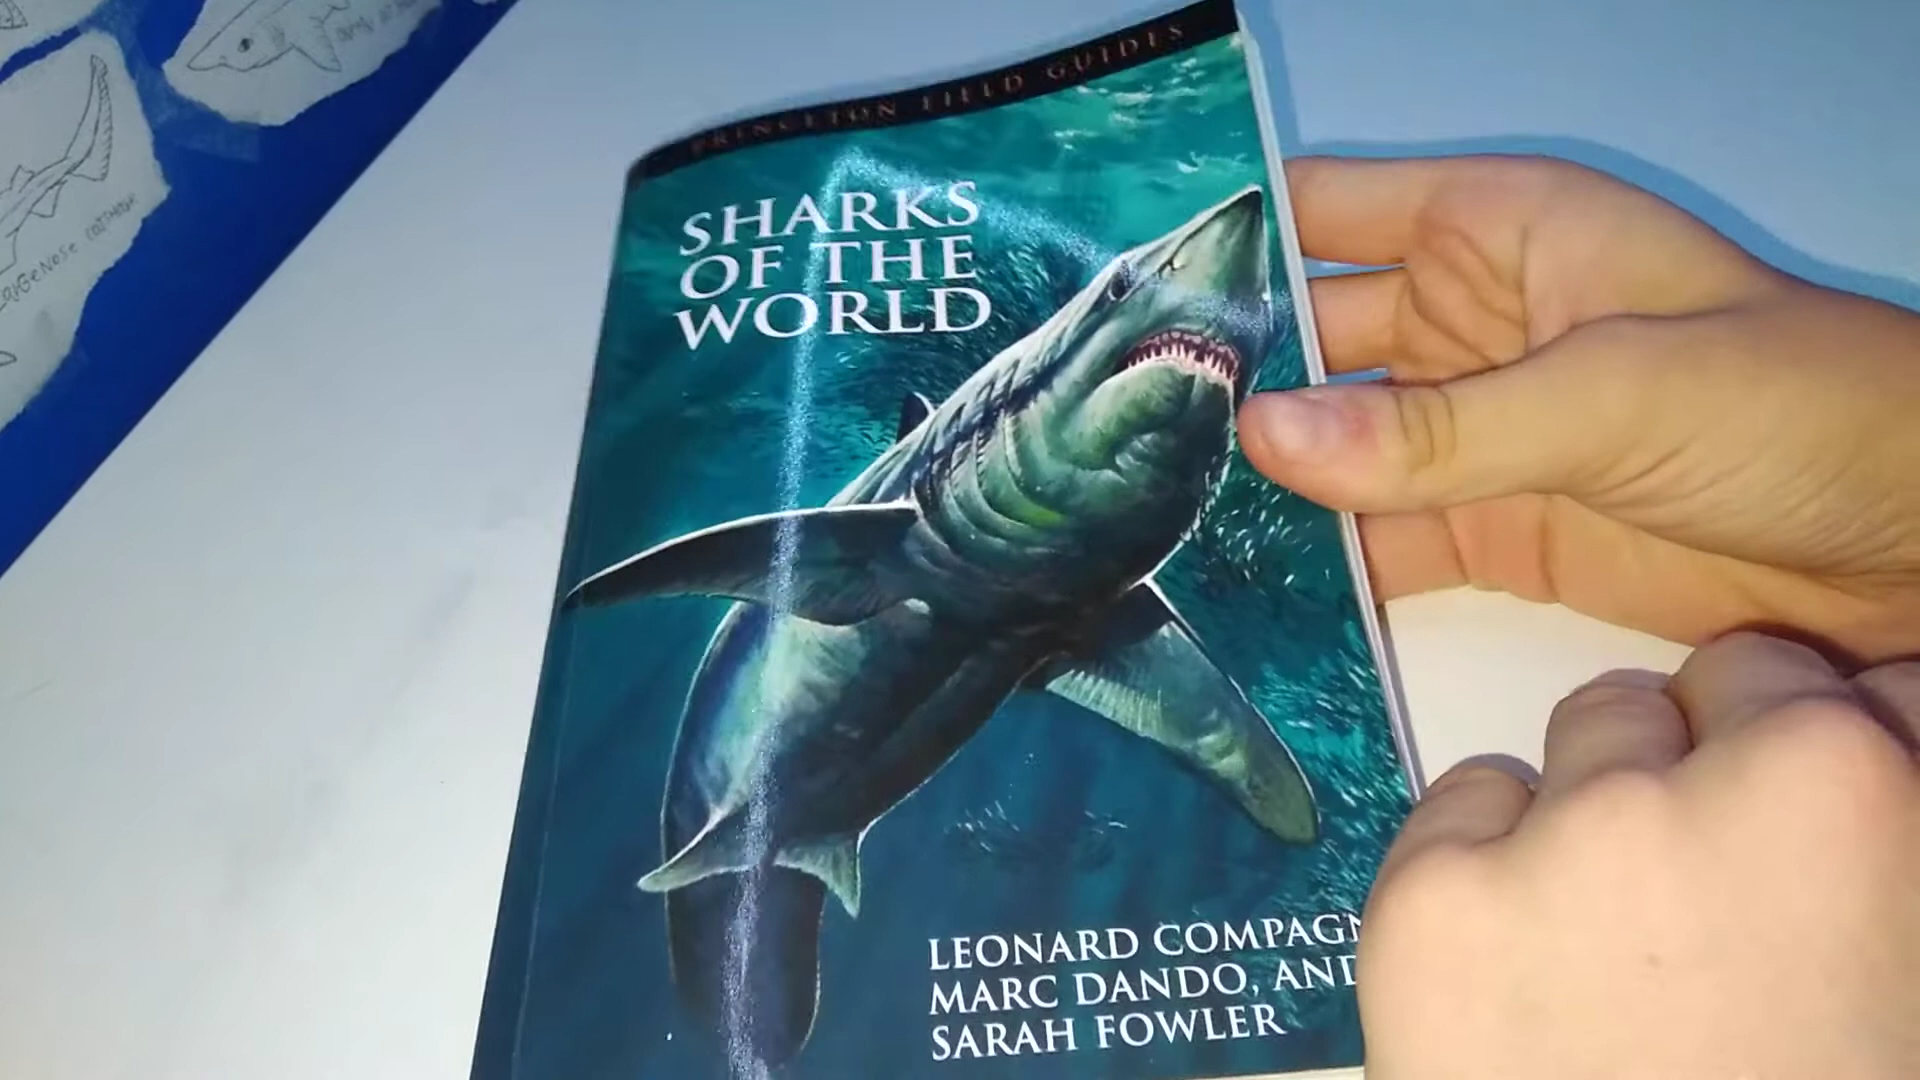 PRINCETON FIELD GUIDES
SHARKS
OF THE
WORLD
LEONARD COMPAGN
MARC DANDO, AND
SARAH FOWLER